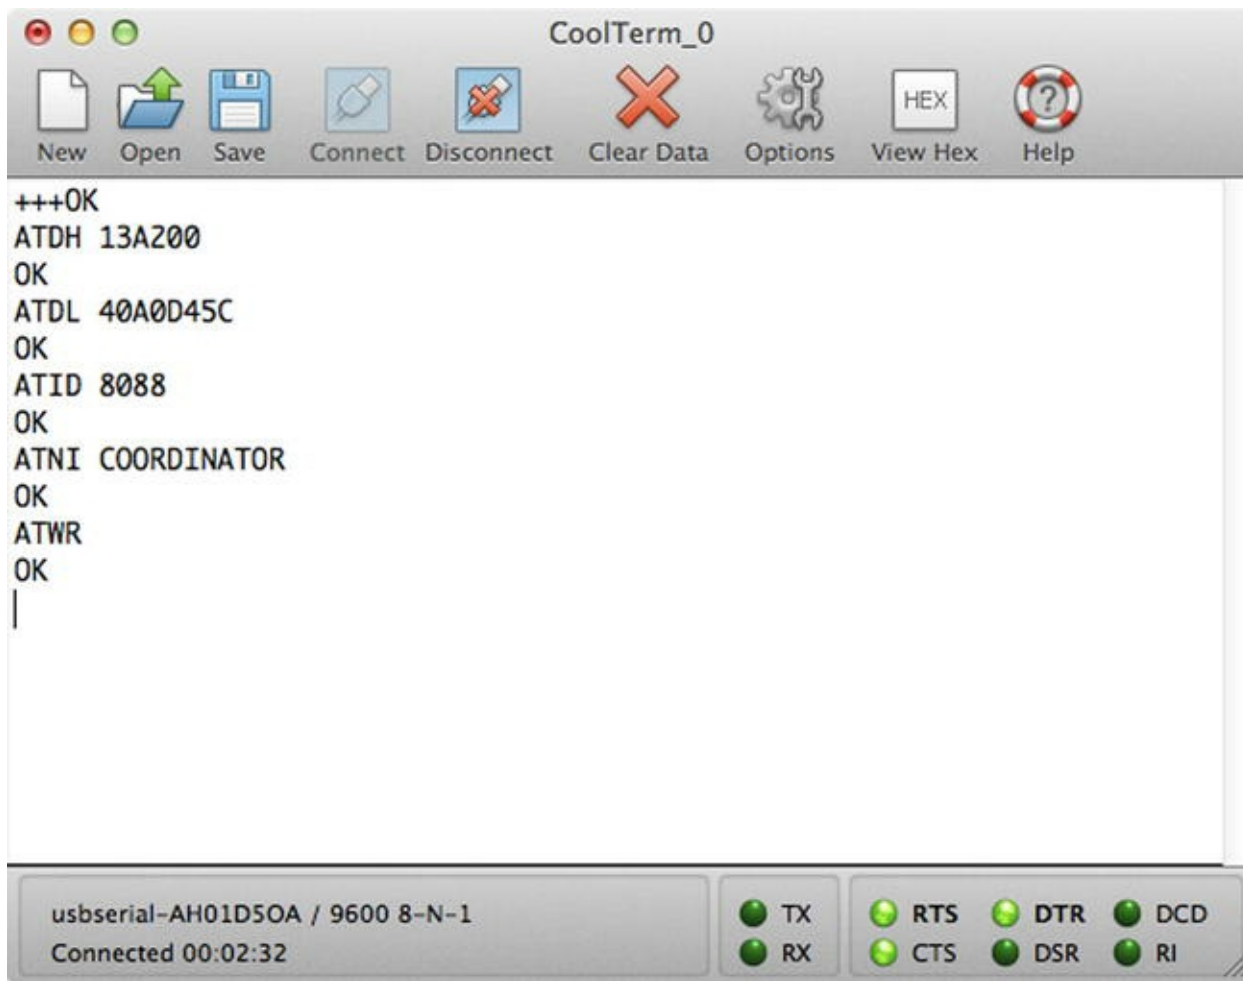 CoolTerm_0
New Open Save Connect Disconnect Clear Data Options HEX View Hex ? Help
+++OK
ATDH 13A200
OK
ATDL 40A0D45C
OK
ATID 8088
OK
ATNI COORDINATOR
OK
ATWR
OK
usbserial-AH01D5OA / 9600 8-N-1
Connected 00:02:32
TX RTS DTR DCD
RX CTS DSR RI